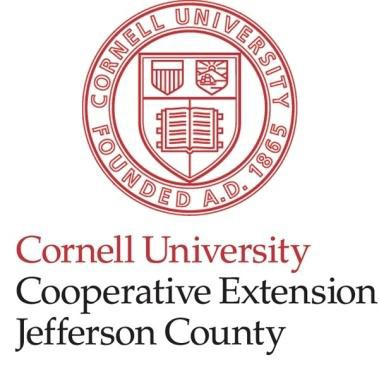 CORNELL UNIVERSITY
FOUNDED A.D. 1865
Cornell University
Cooperative Extension
Jefferson County